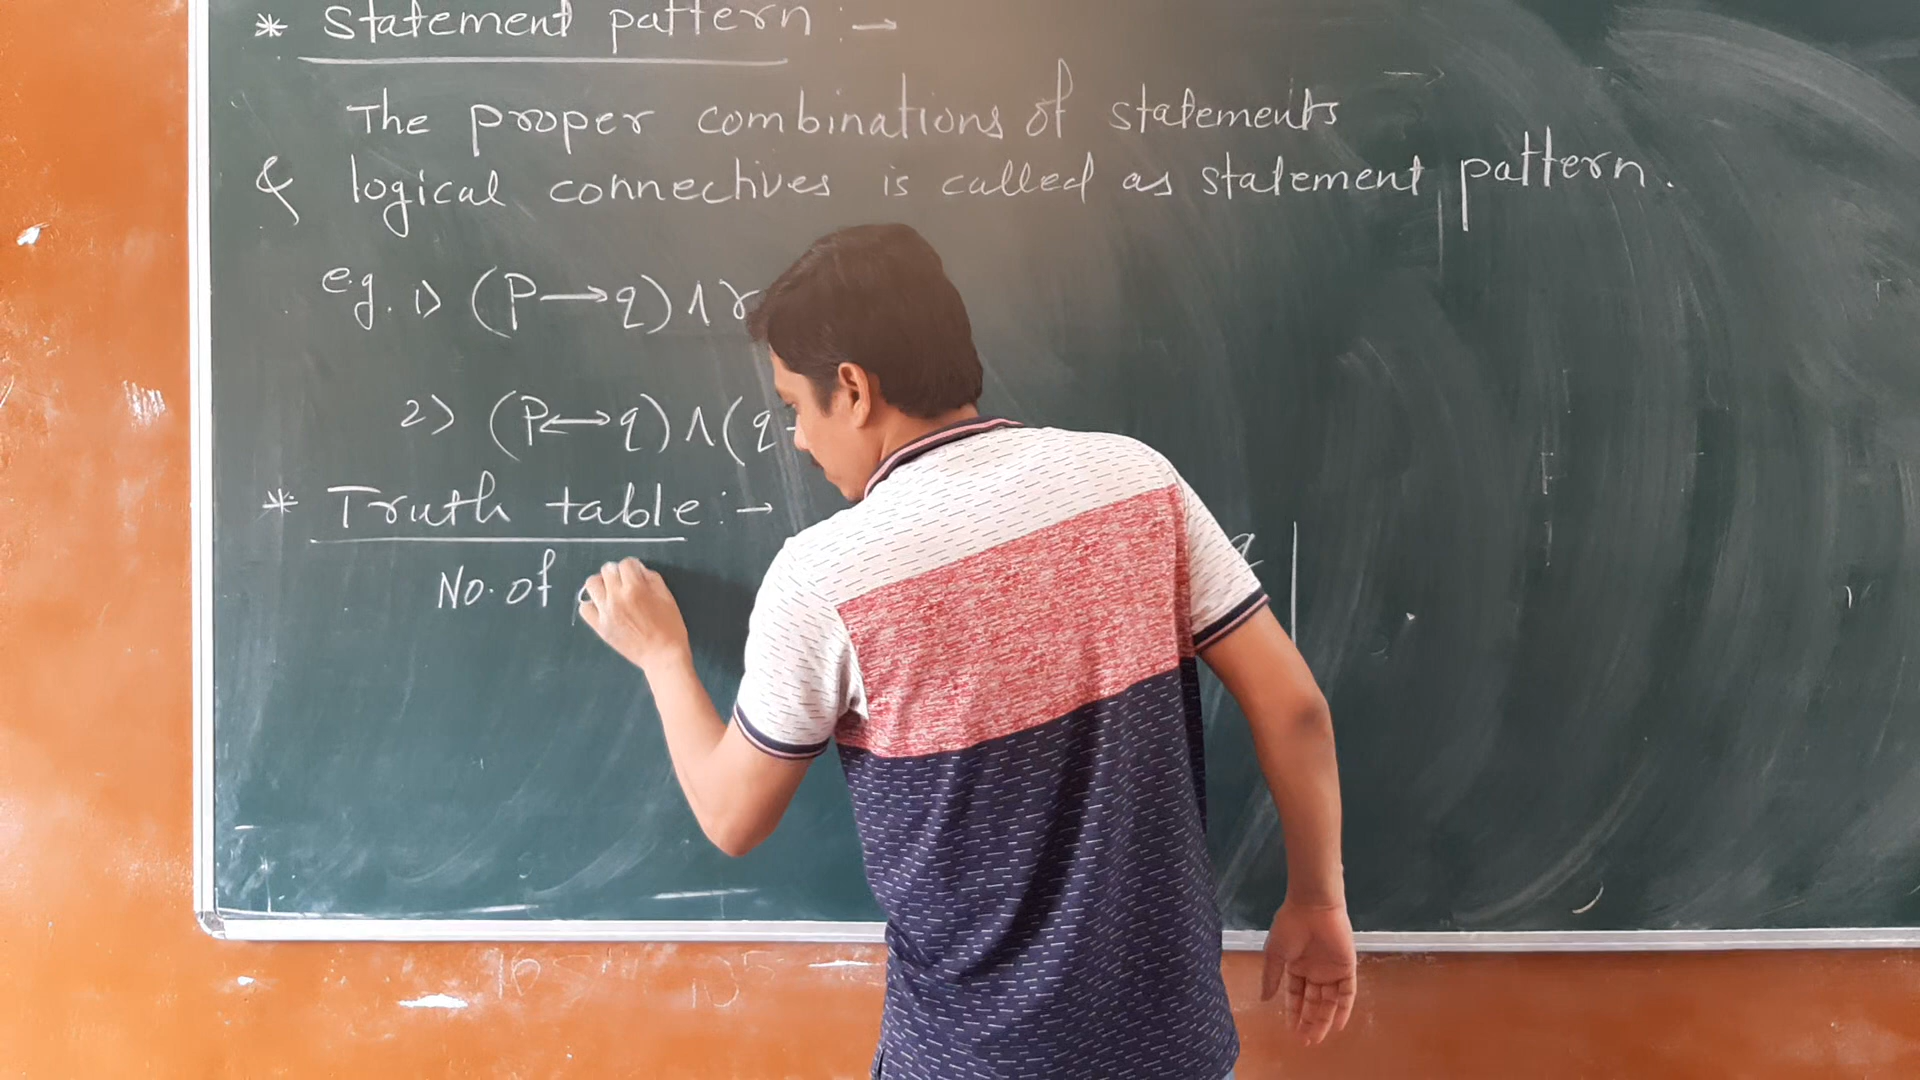 * Statement pattern :→
The proper combinations of statements
& logical connectives is called as statement pattern.
e.g. 1) (P→q)∧r
2) (P↔q)∧(q
* Truth table :→
No. of
q